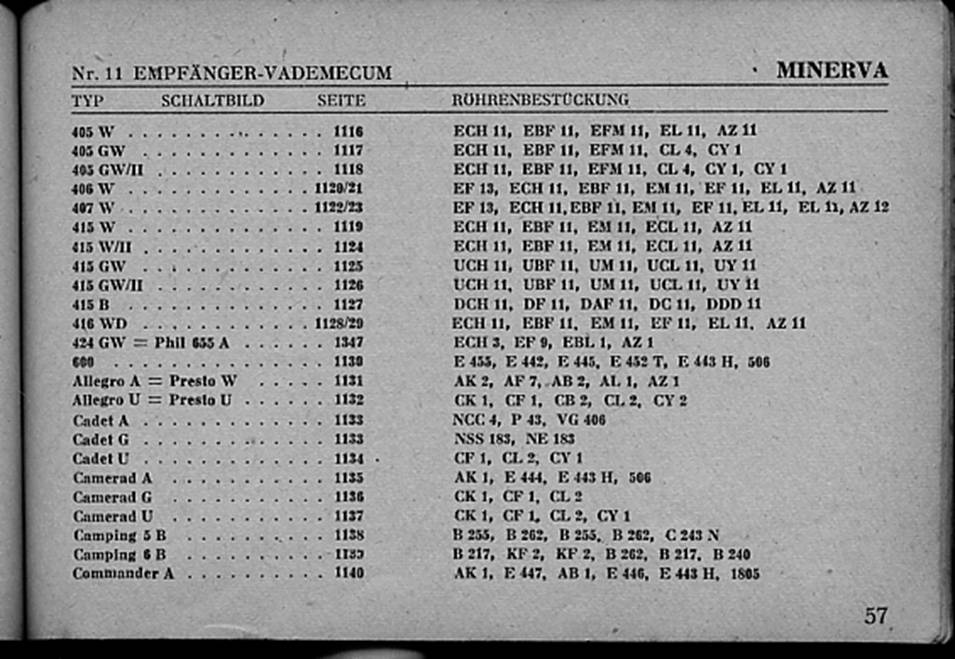 Nr. 11 EMPFÄNGER-VADEMECUM MINERVA
TYP SCHALTBILD SEITE RÖHRENBESTÜCKUNG
405 W . . . . . . . . . . . . . . 1116 ECH 11, EBF 11, EFM 11, EL 11, AZ 11
405 GW . . . . . . . . . . . . . 1117 ECH 11, EBF 11, EFM 11, CL 4, CY 1
405 GW/II . . . . . . . . . . . . 1118 ECH 11, EBF 11, EFM 11, CL 4, CY 1, CY 1
406 W . . . . . . . . . . . . . 1120/21 EF 13, ECH 11, EBF 11, EM 11, EF 11, EL 11, AZ 11
407 W . . . . . . . . . . . . . 1122/23 EF 13, ECH 11, EBF 11, EM 11, EF 11, EL 11, EL 11, AZ 12
415 W . . . . . . . . . . . . . . 1119 ECH 11, EBF 11, EM 11, ECL 11, AZ 11
415 W/II . . . . . . . . . . . . . 1124 ECH 11, EBF 11, EM 11, ECL 11, AZ 11
415 GW . . . . . . . . . . . . . 1125 UCH 11, UBF 11, UM 11, UCL 11, UY 11
415 GW/II . . . . . . . . . . . . 1126 UCH 11, UBF 11, UM 11, UCL 11, UY 11
415 B . . . . . . . . . . . . . . 1127 DCH 11, DF 11, DAF 11, DC 11, DDD 11
416 WD . . . . . . . . . . . . 1128/29 ECH 11, EBF 11, EM 11, EF 11, EL 11, AZ 11
424 GW = Phil 655 A . . . . . . 1347 ECH 3, EF 9, EBL 1, AZ 1
600 . . . . . . . . . . . . . . . 1130 E 455, E 442, E 445, E 452 T, E 443 H, 506
Allegro A = Presto W . . . . . 1131 AK 2, AF 7, AB 2, AL 1, AZ 1
Allegro U = Presto U . . . . . . 1132 CK 1, CF 1, CB 2, CL 2, CY 2
Cadet A . . . . . . . . . . . . . 1133 NCC 4, P 43, VG 406
Cadet G . . . . . . . . . . . . . 1133 NSS 183, NE 183
Cadet U . . . . . . . . . . . . . 1134 CF 1, CL 2, CY 1
Camerad A . . . . . . . . . . . 1135 AK 1, E 444, E 443 H, 506
Camerad G . . . . . . . . . . . 1136 CK 1, CF 1, CL 2
Camerad U . . . . . . . . . . . 1137 CK 1, CF 1, CL 2, CY 1
Camping 5 B . . . . . . . . . . 1138 B 255, B 262, B 255, B 262, C 243 N
Camping 6 B . . . . . . . . . . 1139 B 217, KF 2, KF 2, B 262, B 217, B 240
Commander A . . . . . . . . . . 1140 AK 1, E 447, AB 1, E 446, E 443 H, 1805
57